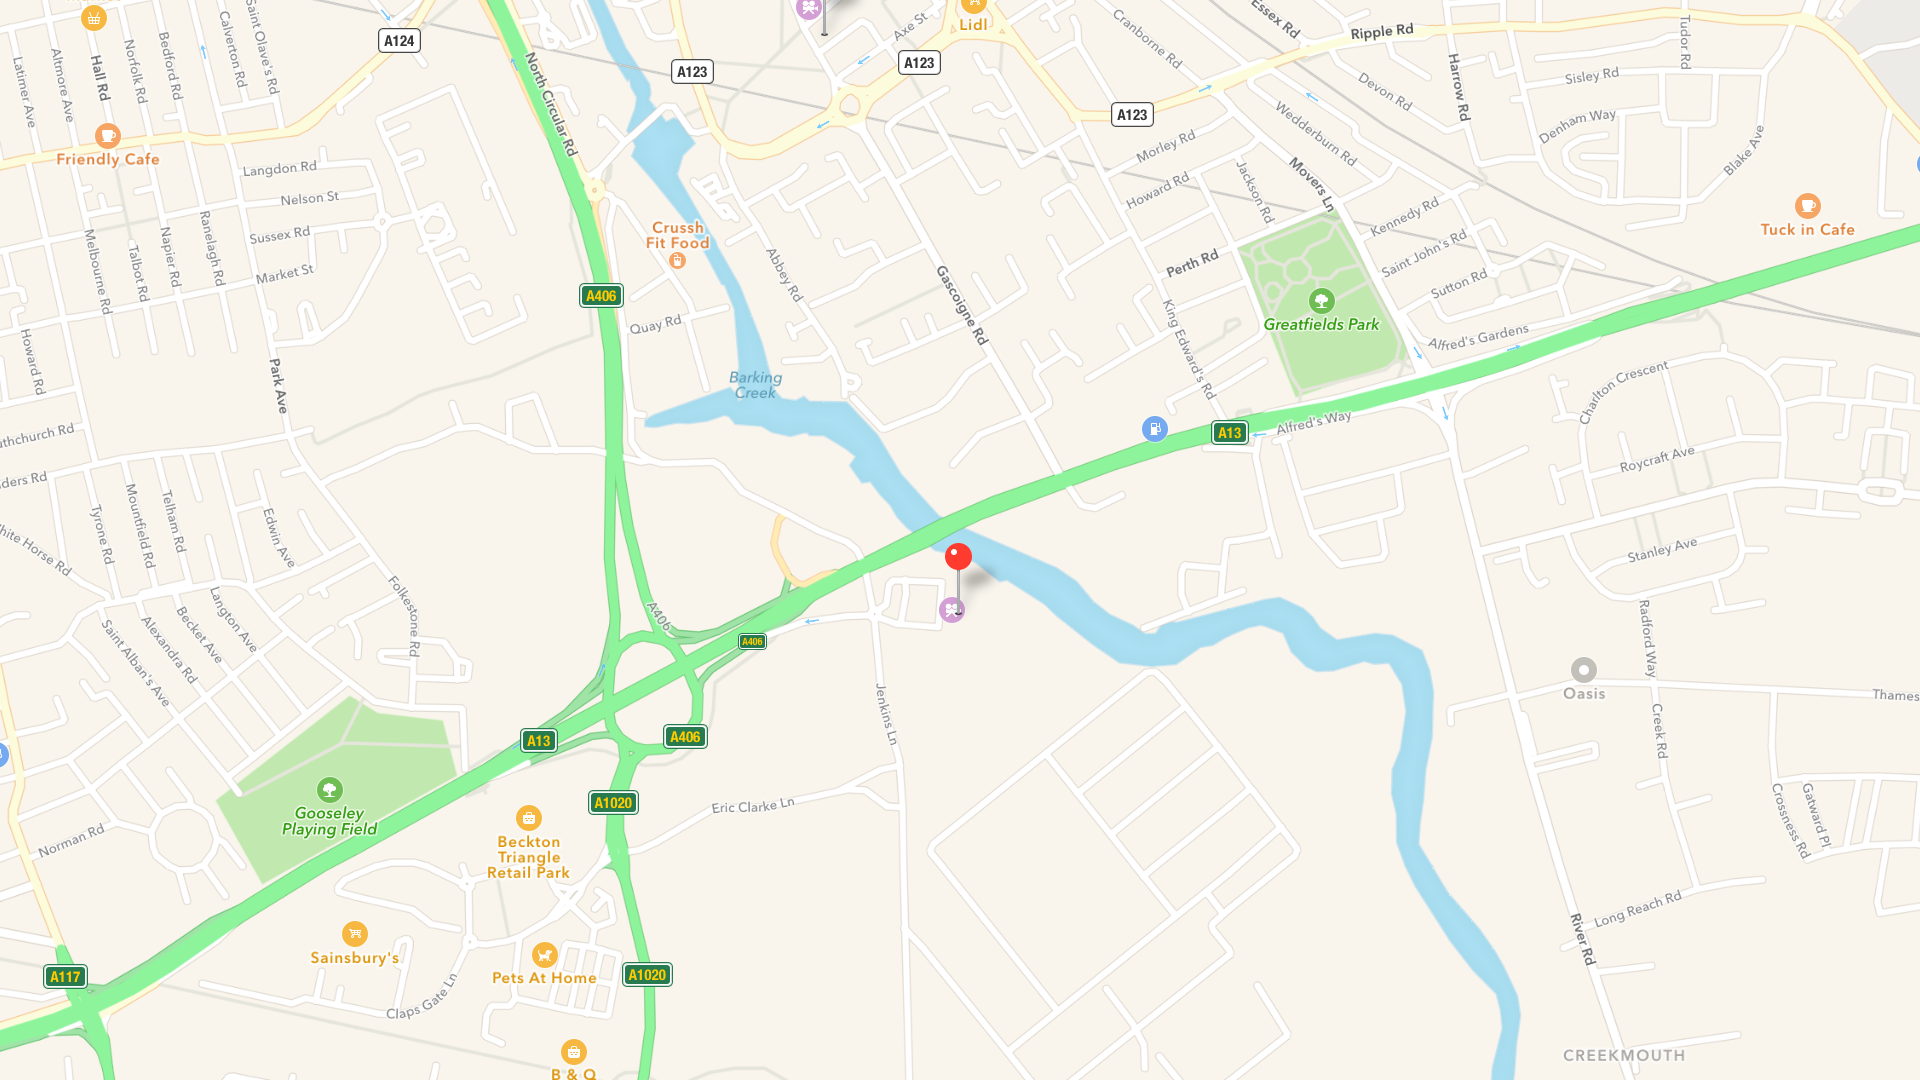 A124
A123
A123
A123
Lidl
Axe St
Essex Rd
Cranborne Rd
Ripple Rd
Tudor Rd
Saint Olave's Rd
Calverton Rd
Bedford Rd
Norfolk Rd
Hall Rd
Altmore Ave
Latimer Ave
North Circular Rd
Harrow Rd
Sisley Rd
Devon Rd
Denham Way
Blake Ave
Wedderburn Rd
Morley Rd
Movers Ln
Jackson Rd
Howard Rd
Friendly Cafe
Langdon Rd
Nelson St
Sussex Rd
Market St
Ranelagh Rd
Napier Rd
Talbot Rd
Melbourne Rd
Crussh
Fit Food
Abbey Rd
Gascoigne Rd
Perth Rd
Kennedy Rd
Saint John's Rd
Sutton Rd
Tuck in Cafe
A406
Quay Rd
King Edward's Rd
Greatfields Park
Alfred's Gardens
Howard Rd
Park Ave
Barking
Creek
Charlton Crescent
Alfred's Way
A13
Roycraft Ave
Stanley Ave
Tyrone Rd
Mountfield Rd
Telham Rd
Edwin Ave
Folkestone Rd
Langton Ave
Becket Ave
Alexandra Rd
Saint Alban's Ave
A406
A406
Jenkins Ln
Radford Way
Oasis
Creek Rd
Thames
A13
A406
A1020
Eric Clarke Ln
Gooseley
Playing Field
Norman Rd
Beckton
Triangle
Retail Park
Crossness Rd
Gatward Pl
Long Reach Rd
River Rd
Sainsbury's
Pets At Home
A1020
A117
Claps Gate Ln
B & Q
CREEKMOUTH